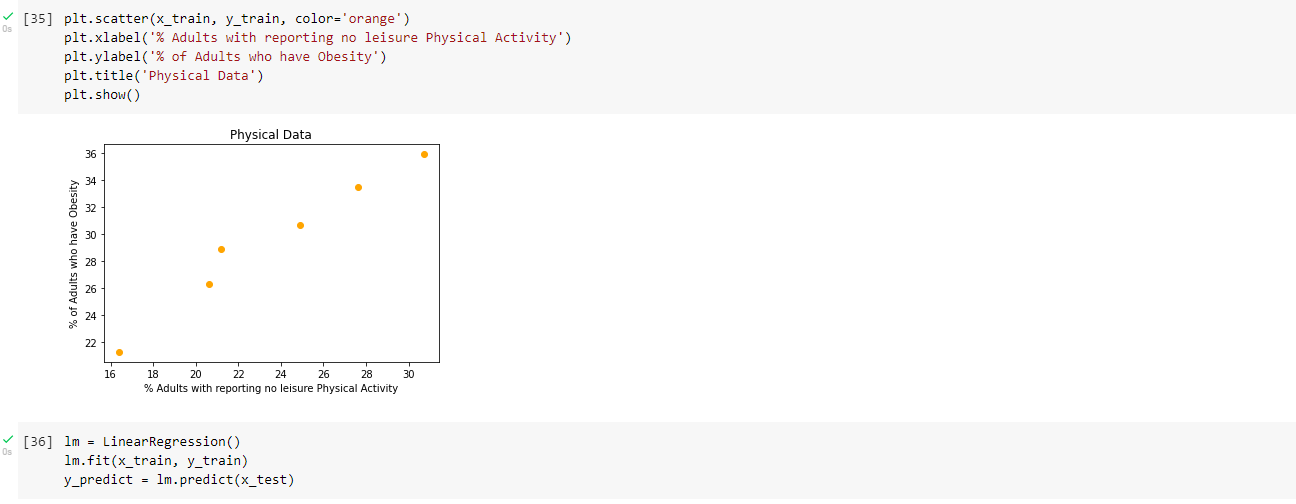 [35] plt.scatter(x_train, y_train, color='orange')
0s
plt.xlabel('% Adults with reporting no leisure Physical Activity')
plt.ylabel('% of Adults who have Obesity')
plt.title('Physical Data')
plt.show()
Physical Data
36
34
32
30
28
26
24
22
% of Adults who have Obesity
16 18 20 22 24 26 28 30
% Adults with reporting no leisure Physical Activity
[36] lm = LinearRegression()
0s
lm.fit(x_train, y_train)
y_predict = lm.predict(x_test)